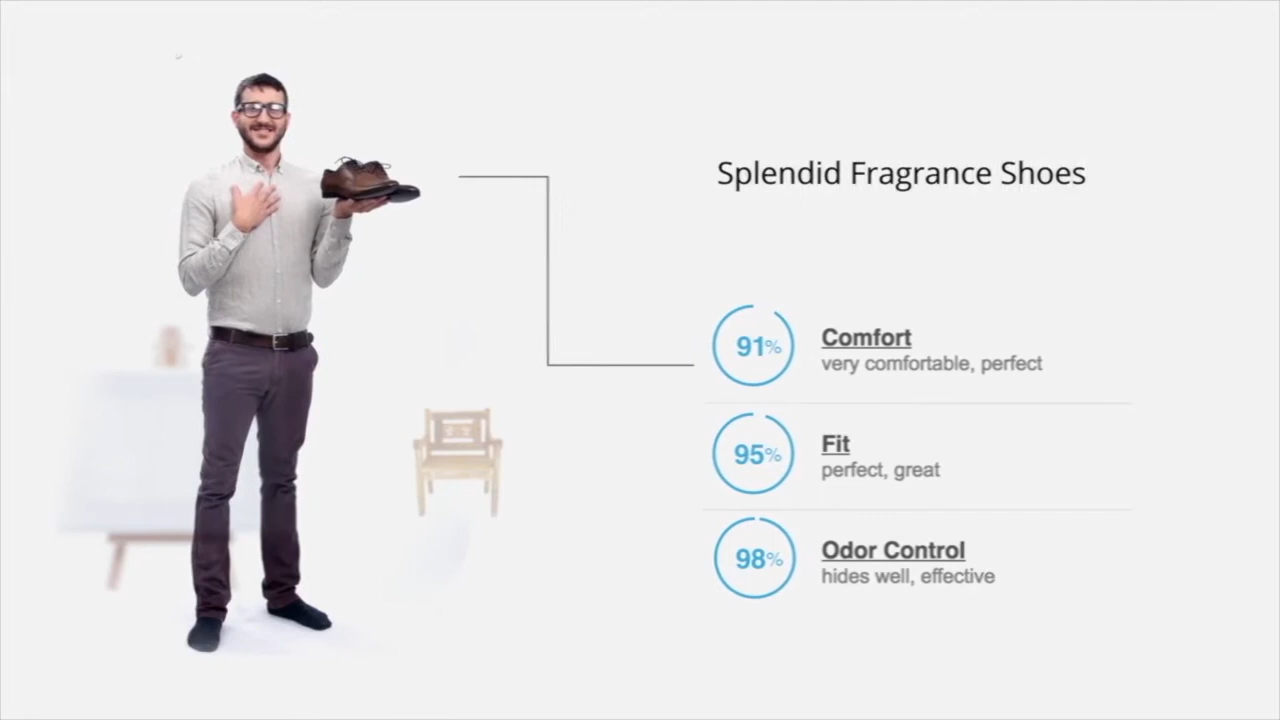 Splendid Fragrance Shoes
91%
Comfort
very comfortable, perfect
95%
Fit
perfect, great
98%
Odor Control
hides well, effective